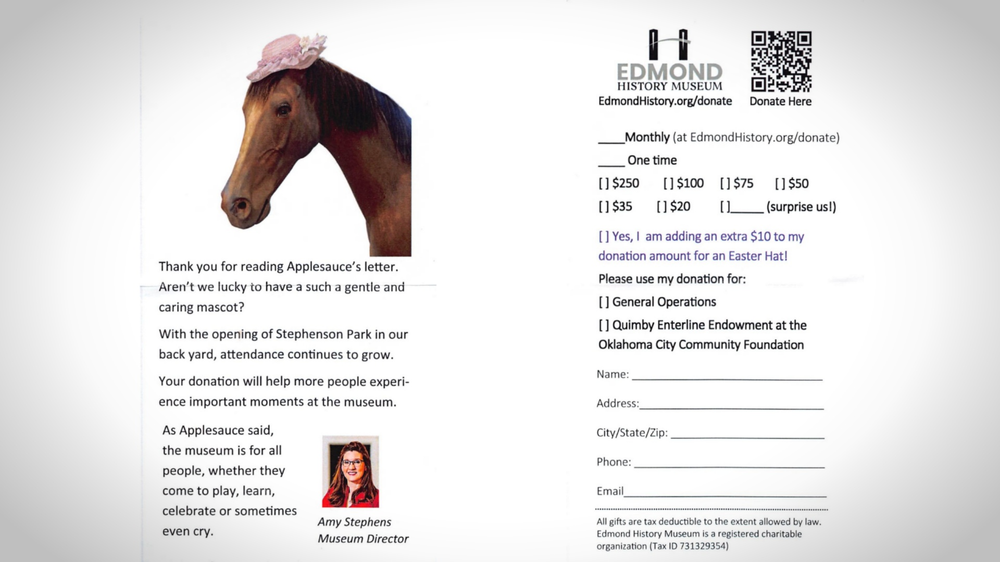 Thank you for reading Applesauce's letter.
Aren't we lucky to have a such a gentle and
caring mascot?
With the opening of Stephenson Park in our
back yard, attendance continues to grow.
Your donation will help more people experi-
ence important moments at the museum.
As Applesauce said,
the museum is for all
people, whether they
come to play, learn,
celebrate or sometimes
even cry.
Amy Stephens
Museum Director
EDMOND
HISTORY MUSEUM
EdmondHistory.org/donate
Donate Here
____Monthly (at EdmondHistory.org/donate)
____ One time
[ ] $250 [ ] $100 [ ] $75 [ ] $50
[ ] $35 [ ] $20 [ ]_____ (surprise us!)
[ ] Yes, I am adding an extra $10 to my
donation amount for an Easter Hat!
Please use my donation for:
[ ] General Operations
[ ] Quimby Enterline Endowment at the
Oklahoma City Community Foundation
Name: ______________________________
Address:______________________________
City/State/Zip: ________________________
Phone: ______________________________
Email________________________________
All gifts are tax deductible to the extent allowed by law.
Edmond History Museum is a registered charitable
organization (Tax ID 731329354)